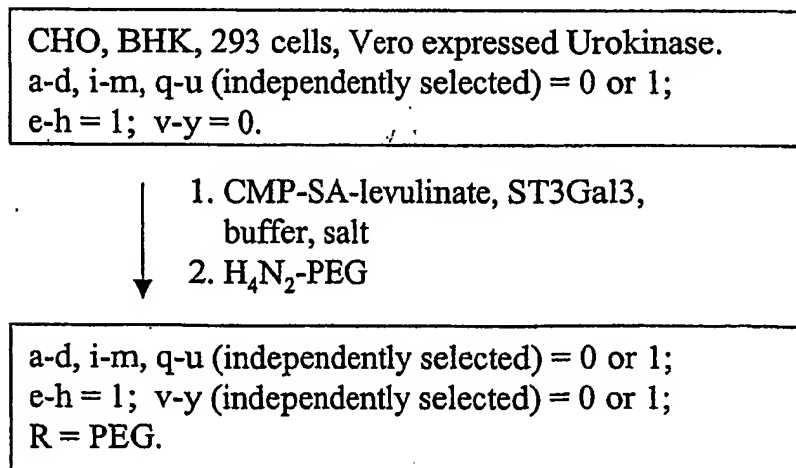 CHO, BHK, 293 cells, Vero expressed Urokinase.
a-d, i-m, q-u (independently selected) = 0 or 1;
e-h = 1; v-y = 0.
1. CMP-SA-levulinate, ST3Gal3,
buffer, salt
2. H₄N₂-PEG
a-d, i-m, q-u (independently selected) = 0 or 1;
e-h = 1; v-y (independently selected) = 0 or 1;
R = PEG.